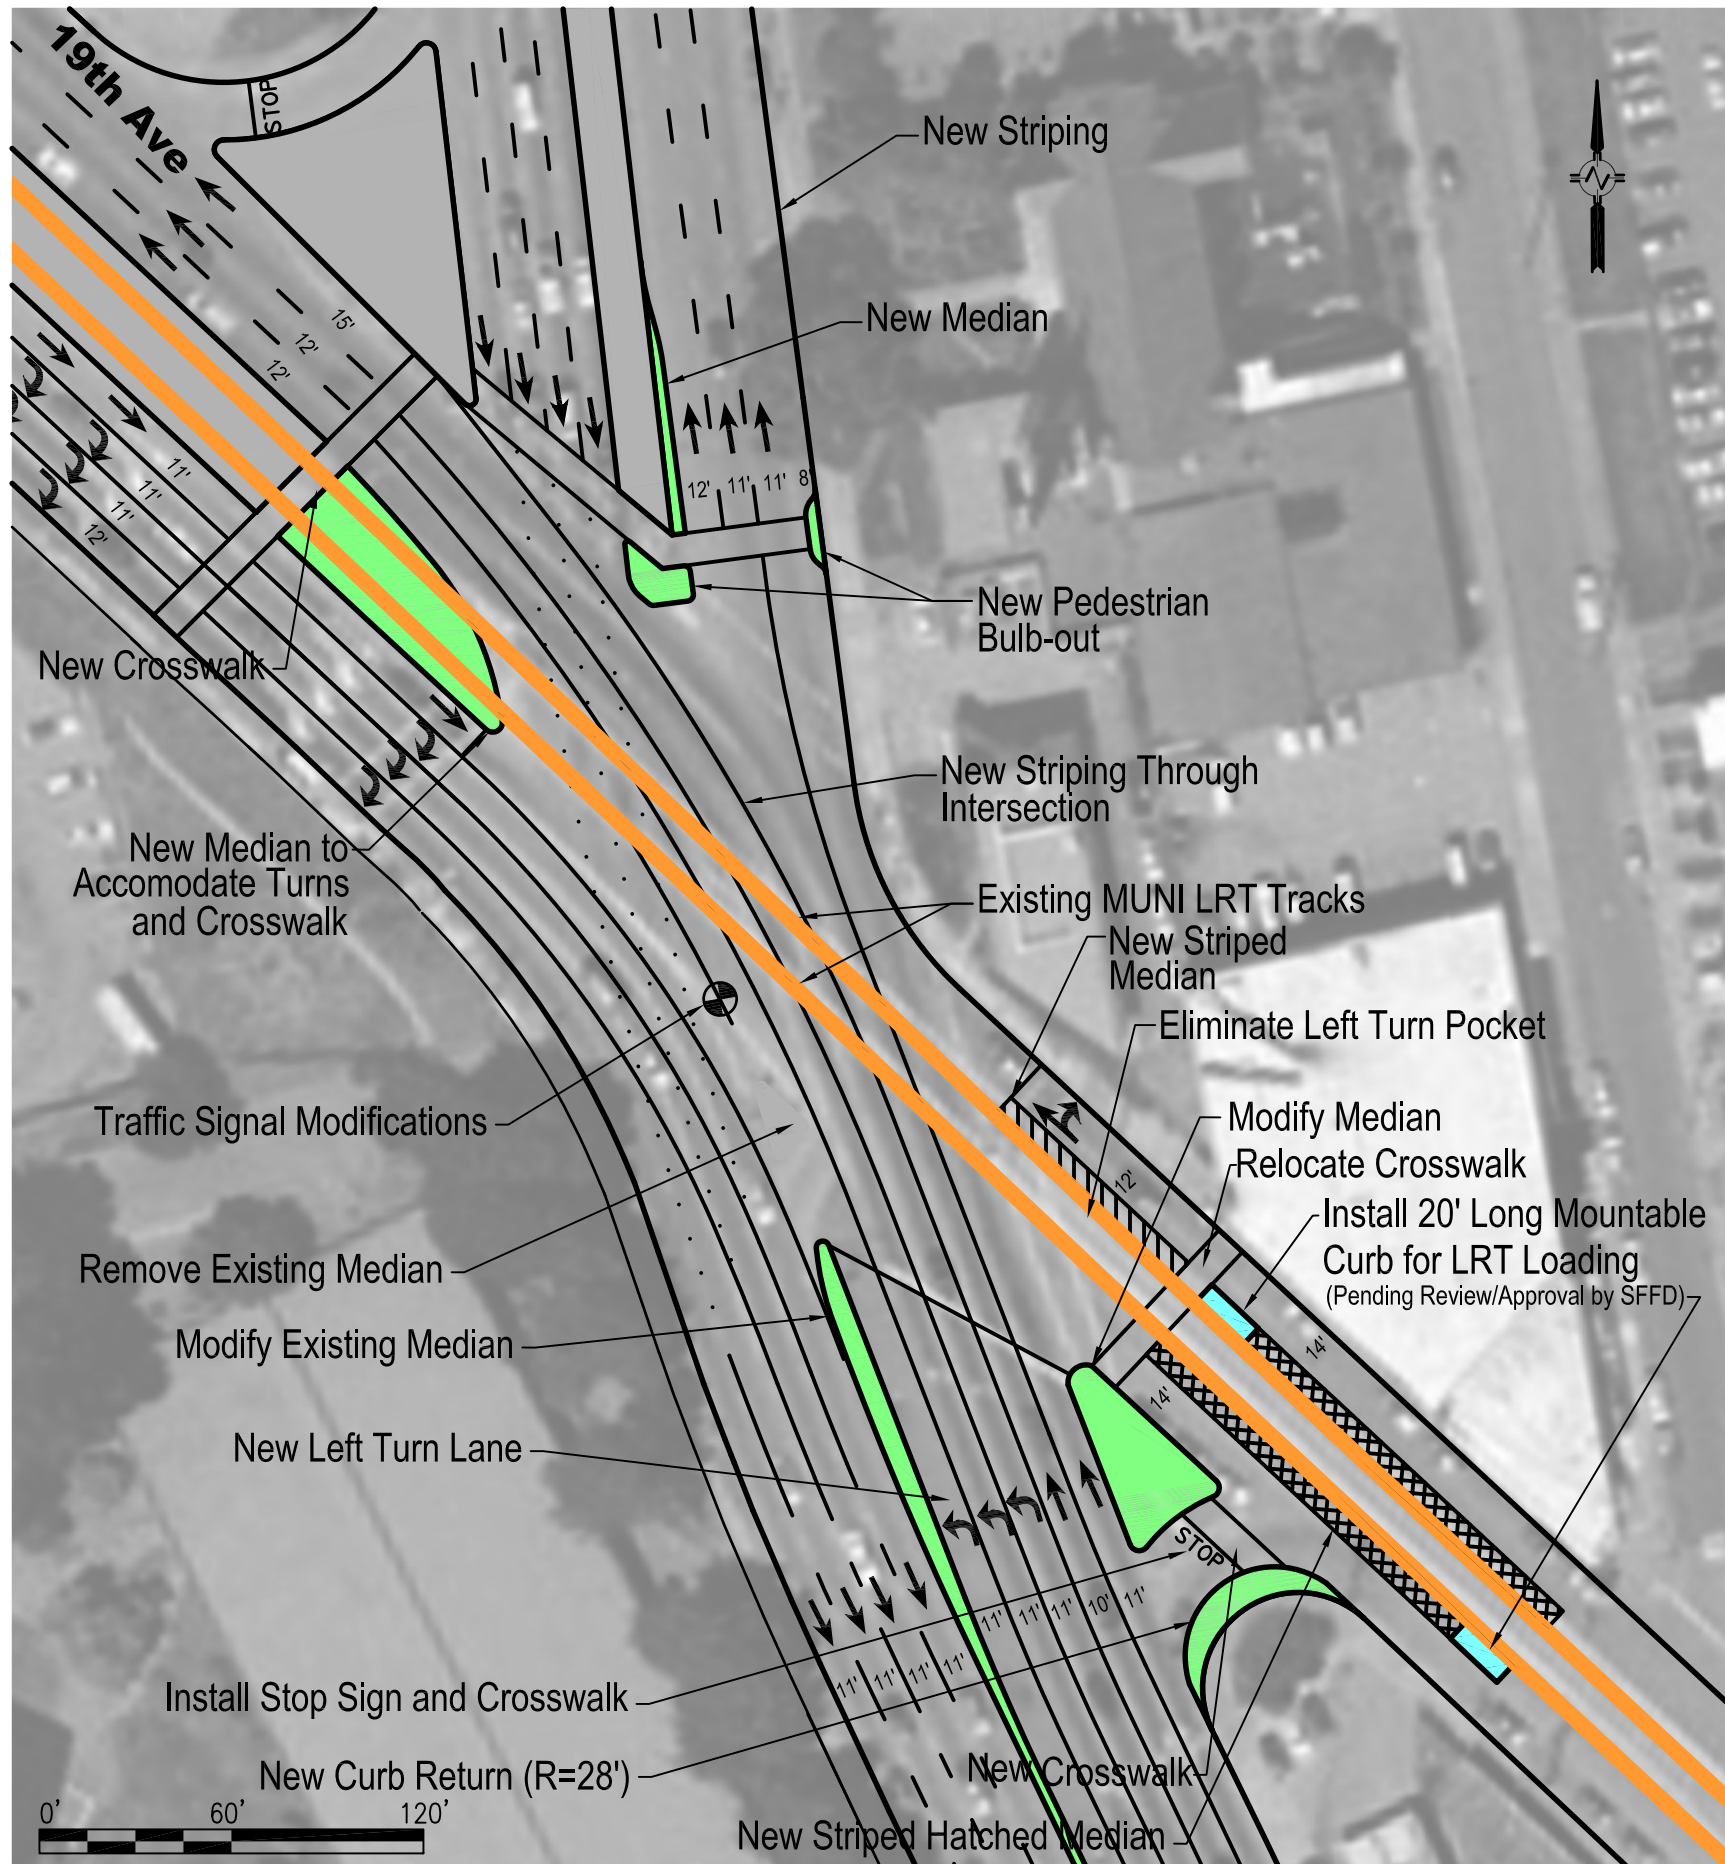 19th Ave
STOP
New Striping
15'
12'
12'
New Median
11'
11'
12'
12'
11'
11'
8'
New Pedestrian
Bulb-out
New Crosswalk
New Striping Through
Intersection
New Median to
Accomodate Turns
and Crosswalk
Existing MUNI LRT Tracks
New Striped
Median
Eliminate Left Turn Pocket
Traffic Signal Modifications
Modify Median
Relocate Crosswalk
12'
Install 20' Long Mountable
Curb for LRT Loading
(Pending Review/Approval by SFFD)
Remove Existing Median
Modify Existing Median
14'
14'
New Left Turn Lane
STOP
11'
11'
11'
10'
11'
11'
11'
11'
11'
Install Stop Sign and Crosswalk
New Curb Return (R=28')
New Crosswalk
New Striped Hatched Median
0'
60'
120'
N